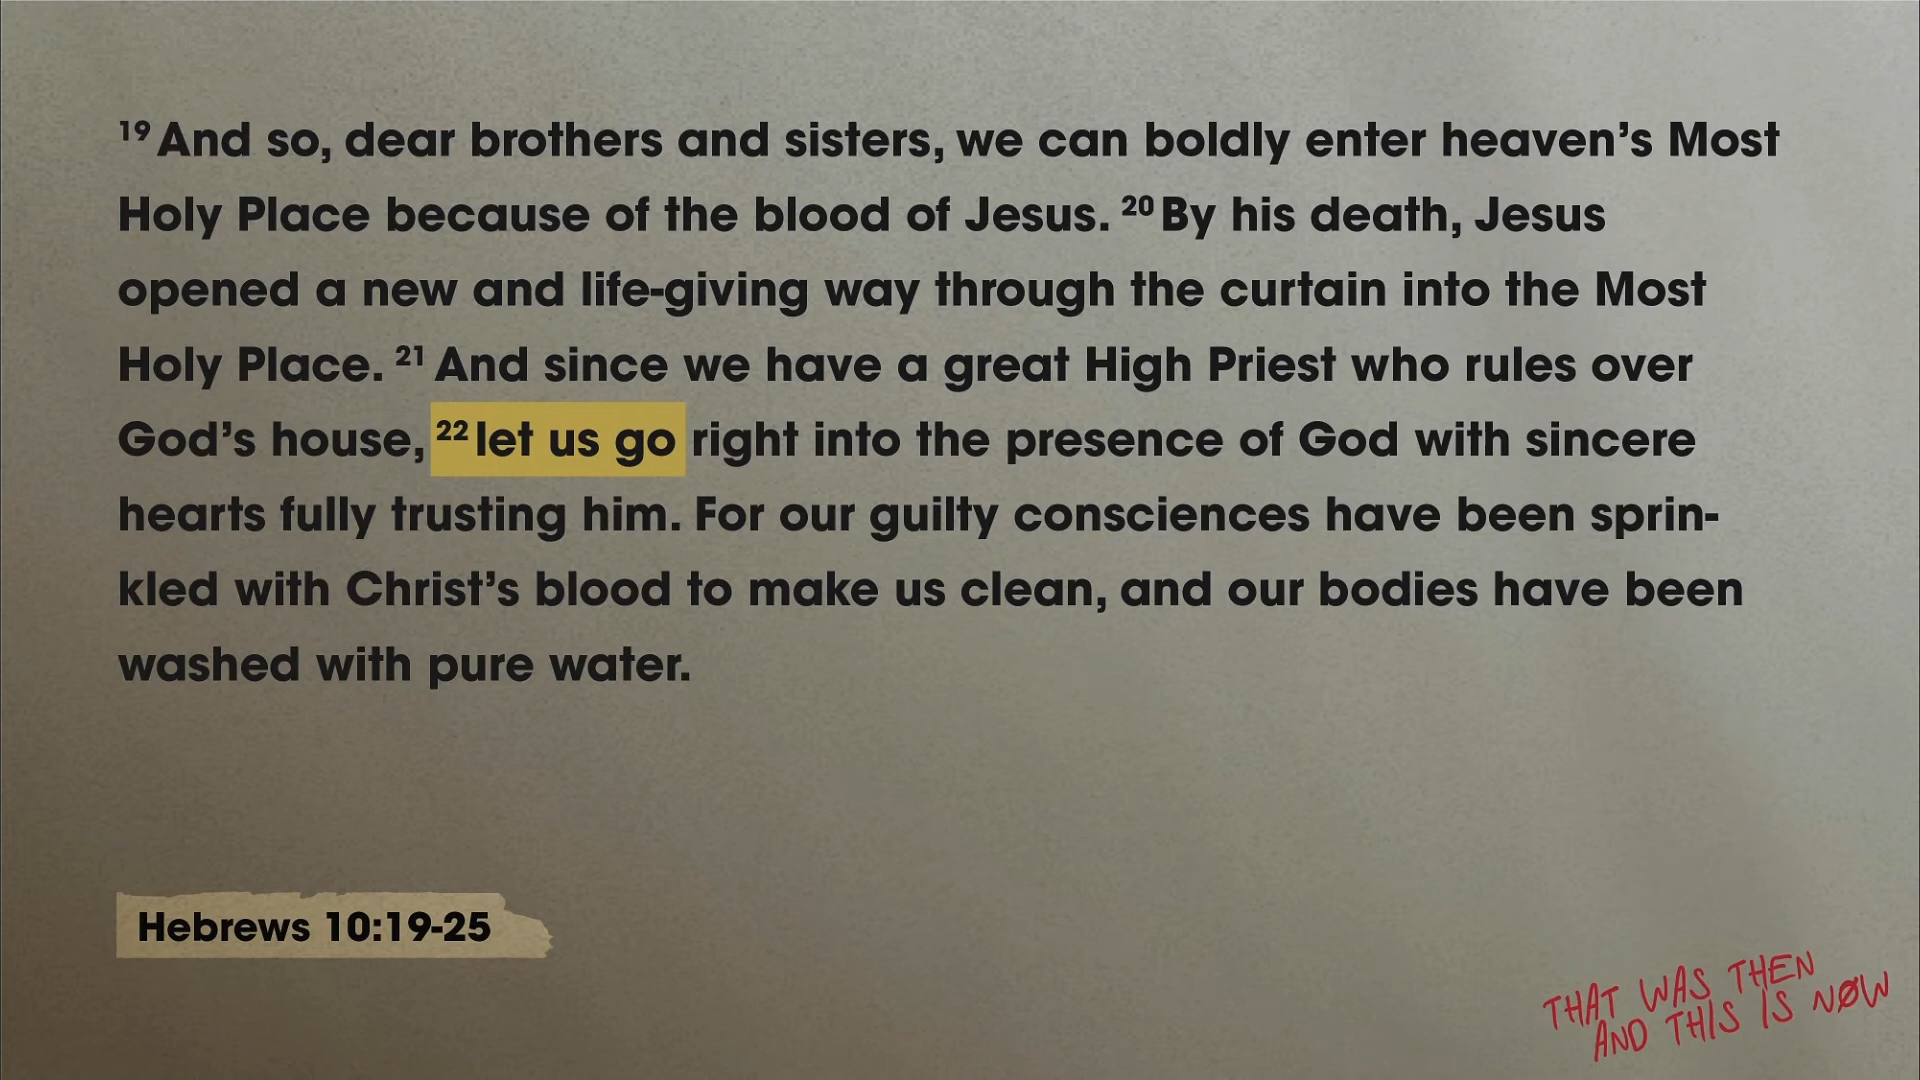 19 And so, dear brothers and sisters, we can boldly enter heaven’s Most
Holy Place because of the blood of Jesus. 20 By his death, Jesus
opened a new and life-giving way through the curtain into the Most
Holy Place. 21 And since we have a great High Priest who rules over
God’s house, 22 let us go right into the presence of God with sincere
hearts fully trusting him. For our guilty consciences have been sprin-
kled with Christ’s blood to make us clean, and our bodies have been
washed with pure water.
Hebrews 10:19-25
THAT WAS THEN
AND THIS IS NØW